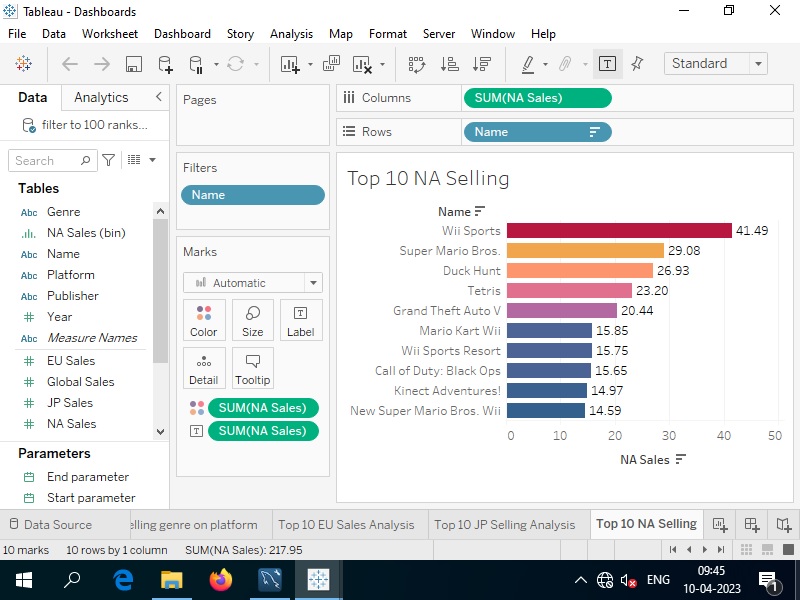 Tableau - Dashboards
File Data Worksheet Dashboard Story Analysis Map Format Server Window Help
Standard
Data Analytics
Pages
Columns SUM(NA Sales)
filter to 100 ranks...
Rows Name
Search
Filters
Name
Tables
Abc Genre
NA Sales (bin)
Abc Name
Abc Platform
Abc Publisher
Year
Abc Measure Names
EU Sales
Global Sales
JP Sales
NA Sales
Parameters
End parameter
Start parameter
Marks
Automatic
Color Size Label
Detail Tooltip
SUM(NA Sales)
SUM(NA Sales)
Top 10 NA Selling
Name
Wii Sports 41.49
Super Mario Bros. 29.08
Duck Hunt 26.93
Tetris 23.20
Grand Theft Auto V 20.44
Mario Kart Wii 15.85
Wii Sports Resort 15.75
Call of Duty: Black Ops 15.65
Kinect Adventures! 14.97
New Super Mario Bros. Wii 14.59
0 10 20 30 40 50
NA Sales
Data Source elling genre on platform Top 10 EU Sales Analysis Top 10 JP Selling Analysis Top 10 NA Selling
10 marks 10 rows by 1 column SUM(NA Sales): 217.95
ENG
09:45
10-04-2023
1